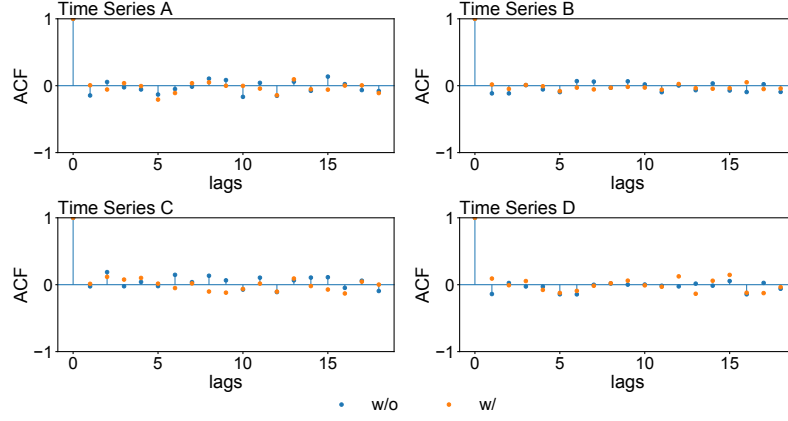 Time Series A
Time Series B
1
0
−1
ACF
0
5
10
15
lags
1
0
−1
ACF
0
5
10
15
lags
Time Series C
Time Series D
1
0
−1
ACF
0
5
10
15
lags
1
0
−1
ACF
0
5
10
15
lags
w/o
w/